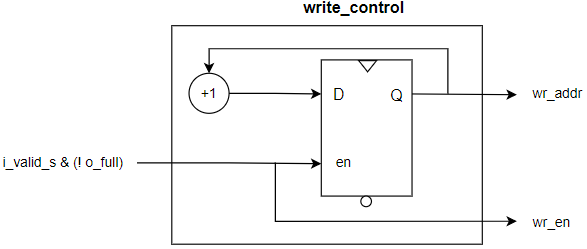 write_control
+1
D
Q
wr_addr
i_valid_s & (! o_full)
en
wr_en